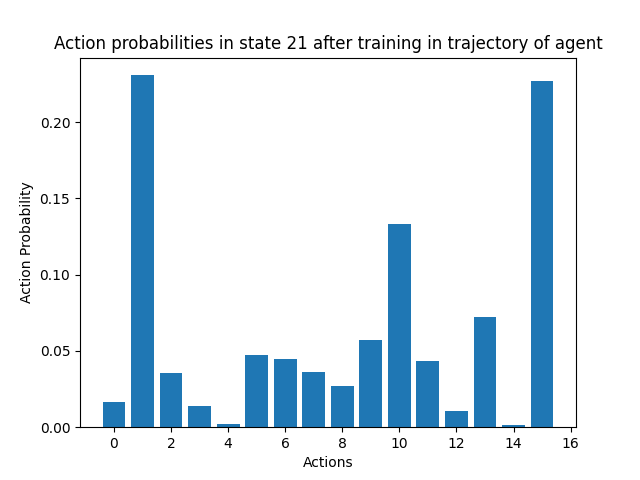 Action probabilities in state 21 after training in trajectory of agent
0.20
0.15
0.10
0.05
0.00
Action Probability
0 2 4 6 8 10 12 14 16
Actions